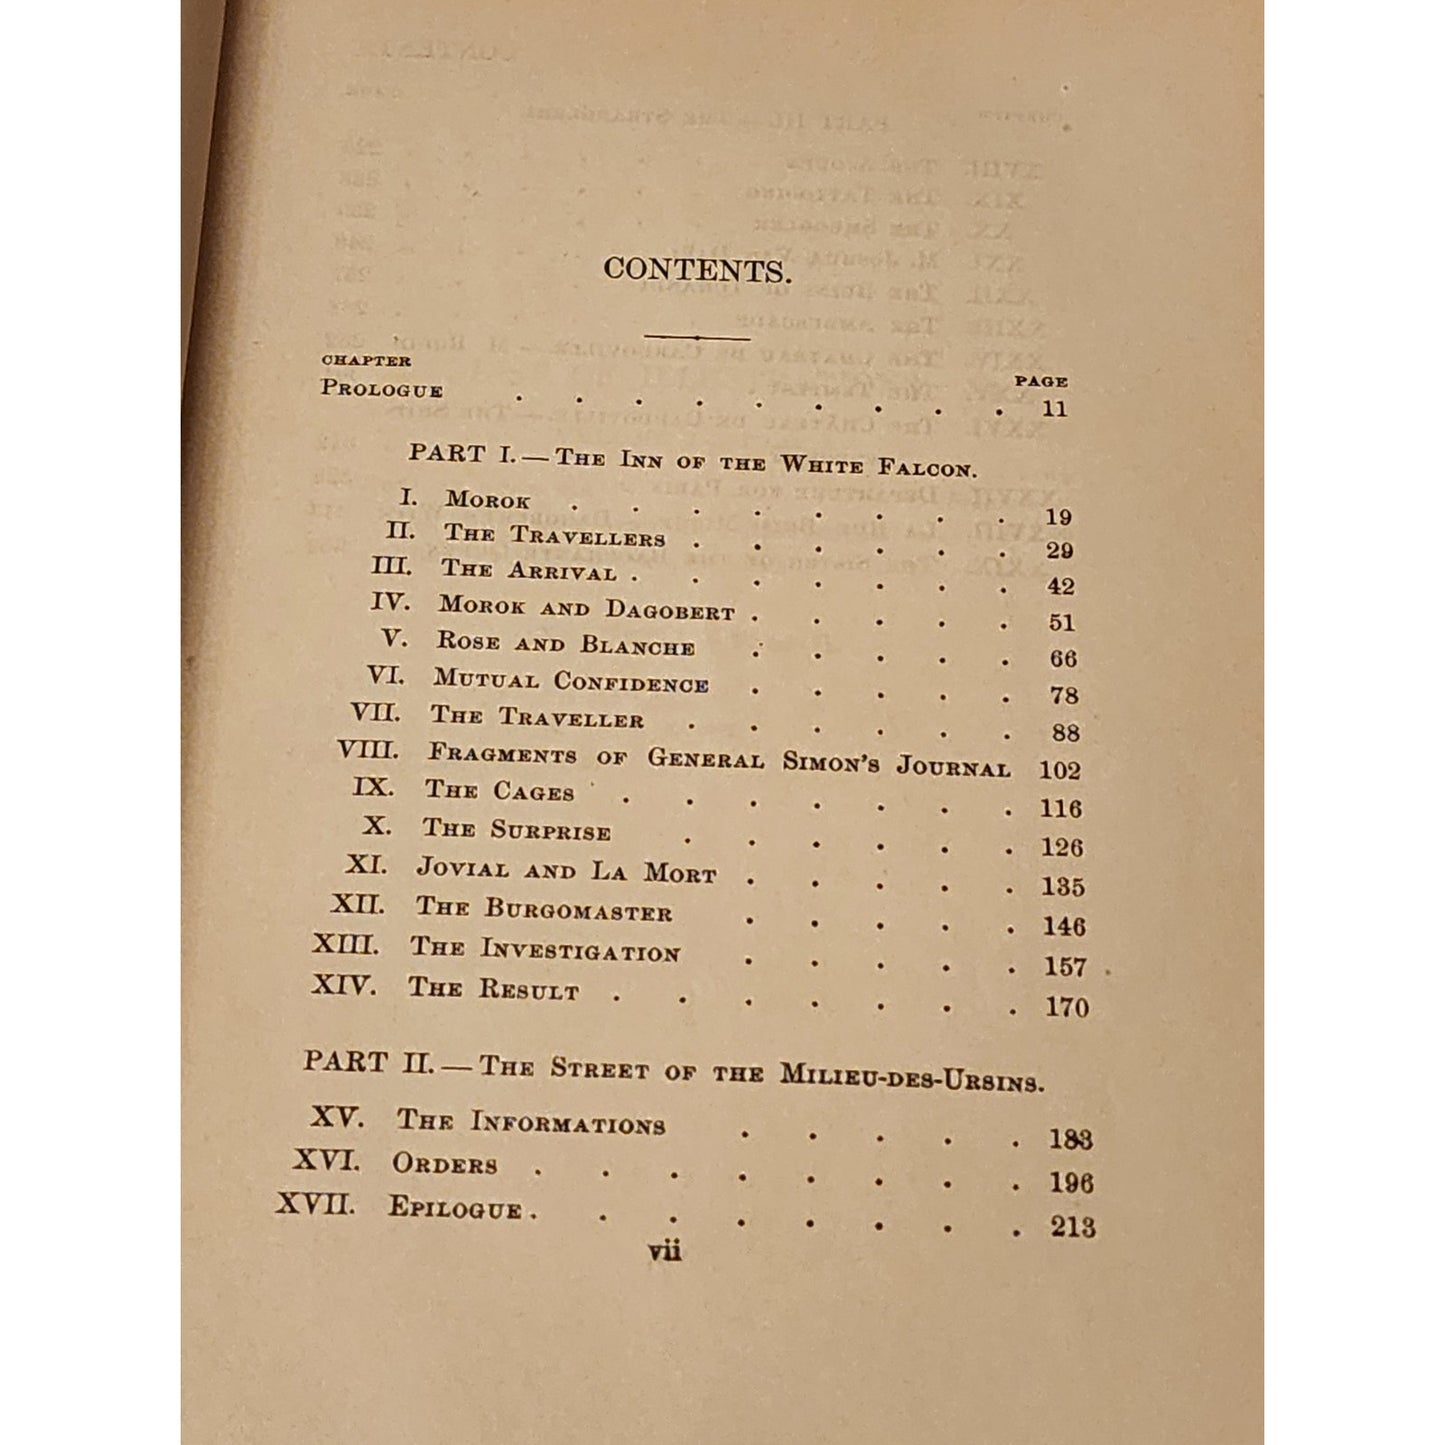 CONTENTS.
CHAPTER PAGE
PROLOGUE . . . . . . . . . 11
PART I.—THE INN OF THE WHITE FALCON.
I. MOROK . . . . . . . . 19
II. THE TRAVELLERS . . . . . . 29
III. THE ARRIVAL . . . . . . . 42
IV. MOROK AND DAGOBERT . . . . . 51
V. ROSE AND BLANCHE . . . . . 66
VI. MUTUAL CONFIDENCE . . . . . 78
VII. THE TRAVELLER . . . . . . 88
VIII. FRAGMENTS OF GENERAL SIMON'S JOURNAL 102
IX. THE CAGES . . . . . . . 116
X. THE SURPRISE . . . . . . 126
XI. JOVIAL AND LA MORT . . . . . 135
XII. THE BURGOMASTER . . . . . 146
XIII. THE INVESTIGATION . . . . . 157
XIV. THE RESULT . . . . . . . 170
PART II.—THE STREET OF THE MILIEU-DES-URSINS.
XV. THE INFORMATIONS . . . . . 183
XVI. ORDERS . . . . . . . . 196
XVII. EPILOGUE . . . . . . . . 213
vii